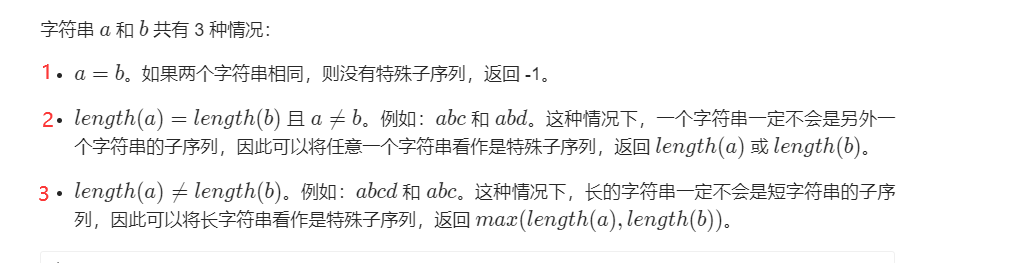 字符串 a 和 b 共有 3 种情况：
1 • a = b。如果两个字符串相同，则没有特殊子序列，返回 -1。
2 • length(a) = length(b) 且 a ≠ b。例如：abc 和 abd。这种情况下，一个字符串一定不会是另外一
个字符串的子序列，因此可以将任意一个字符串看作是特殊子序列，返回 length(a) 或 length(b)。
3 • length(a) ≠ length(b)。例如：abcd 和 abc。这种情况下，长的字符串一定不会是短字符串的子序
列，因此可以将长字符串看作是特殊子序列，返回 max(length(a), length(b))。